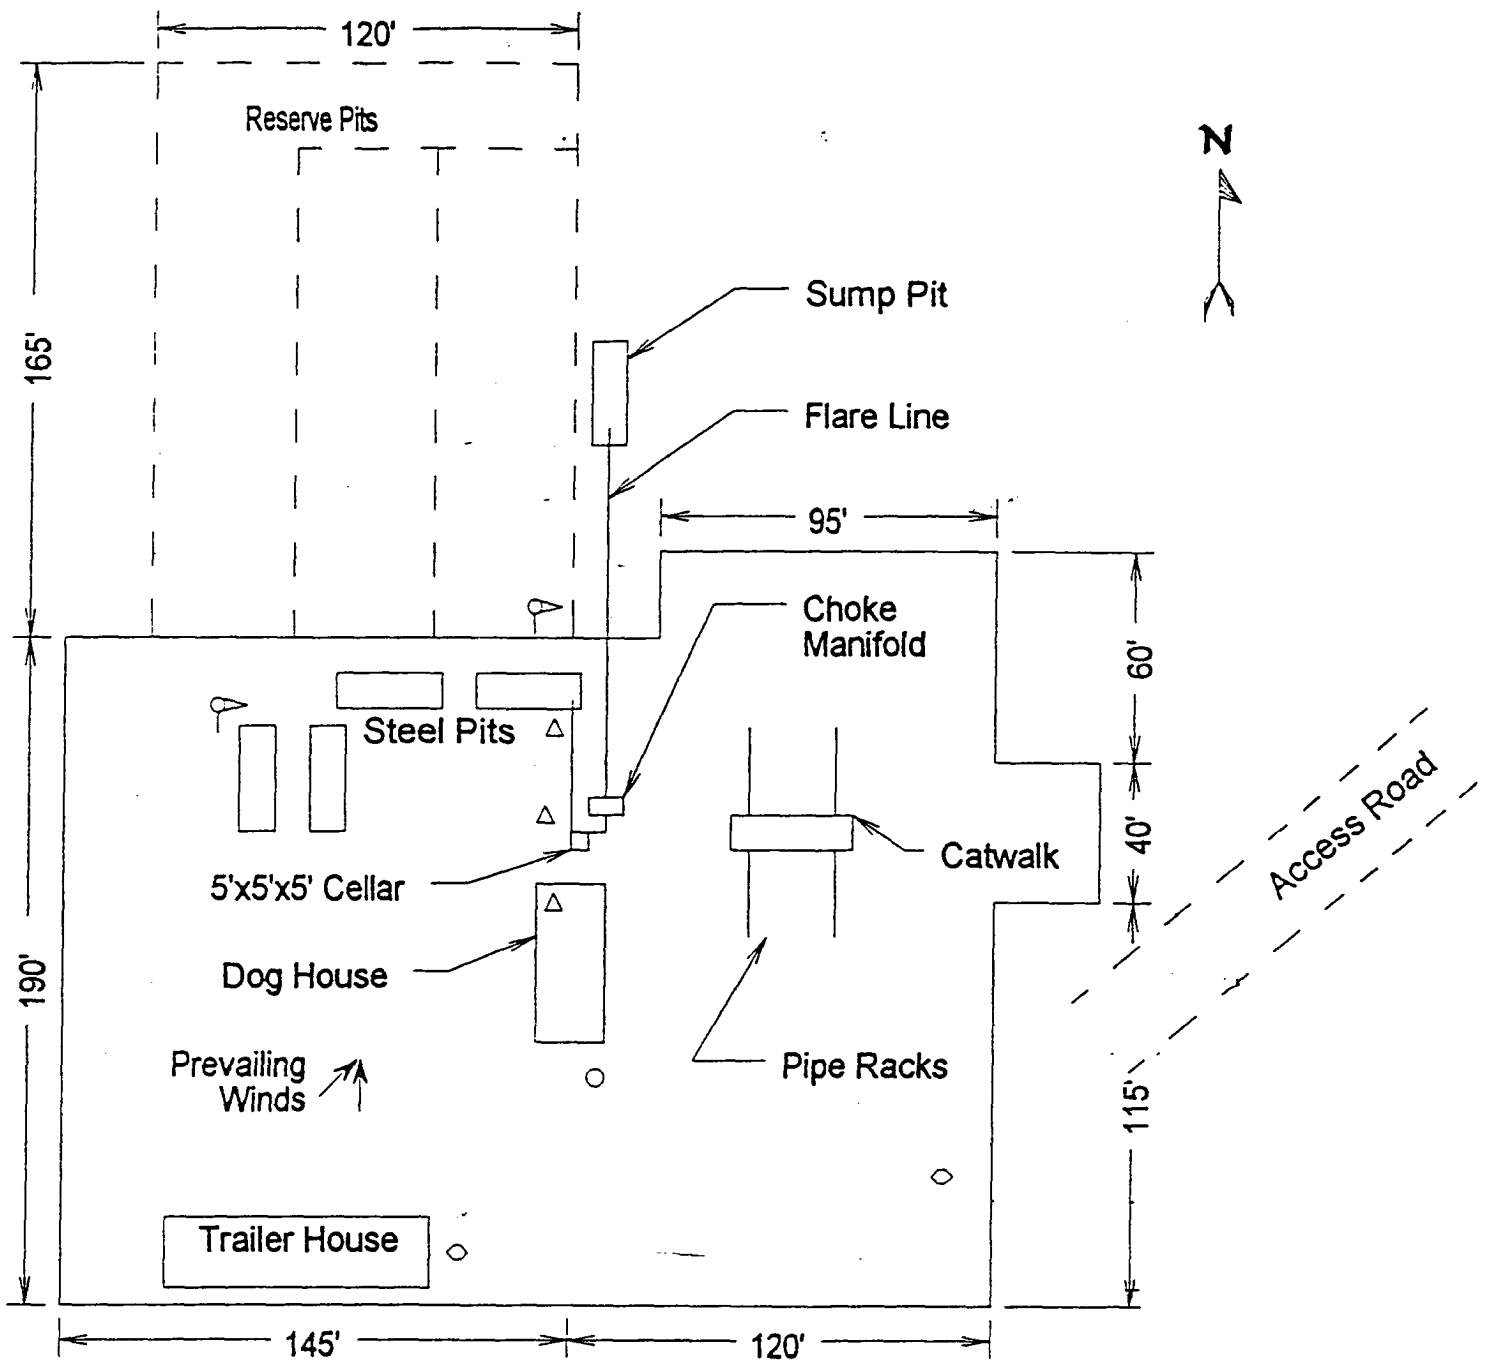 120'
Reserve Pits
N
Sump Pit
165'
Flare Line
95'
Choke
Manifold
60'
Steel Pits
Access Road
40'
Catwalk
5'x5'x5' Cellar
Dog House
190'
Prevailing
Winds
Pipe Racks
115'
Trailer House
145'
120'